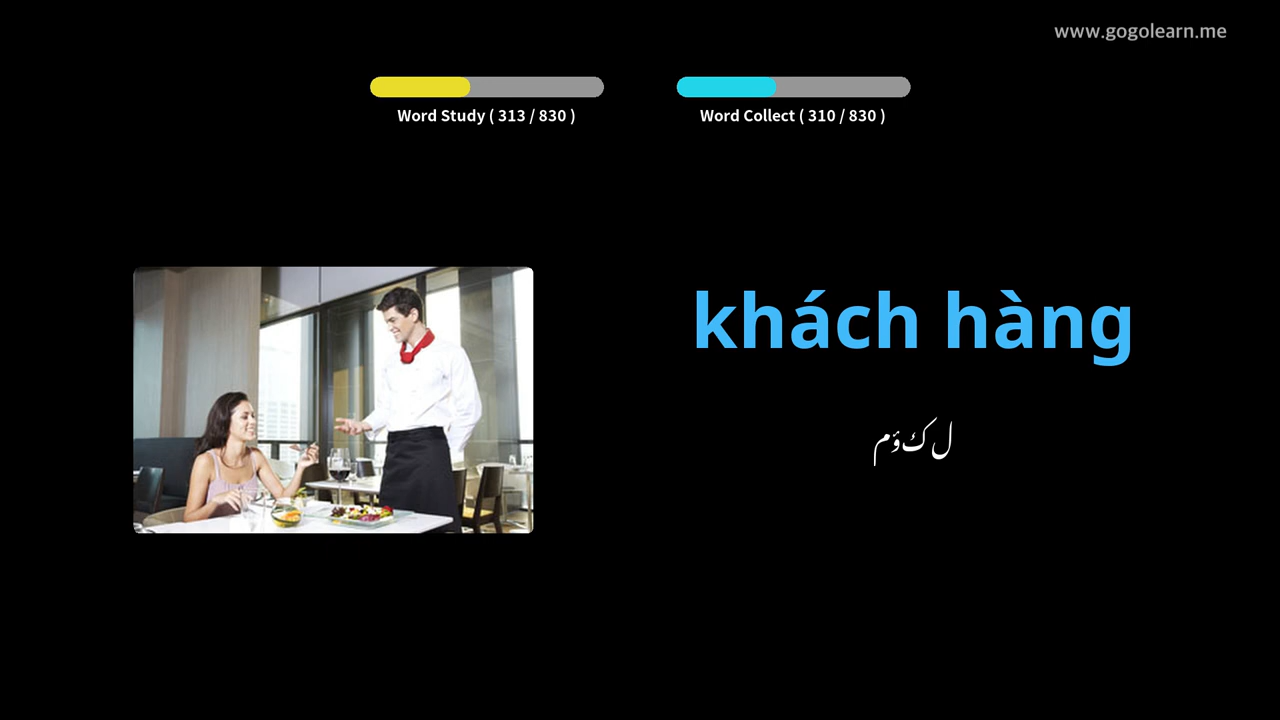 www.gogolearn.me
Word Study ( 313 / 830 )
Word Collect ( 310 / 830 )
khách hàng
ل ک ؤ م